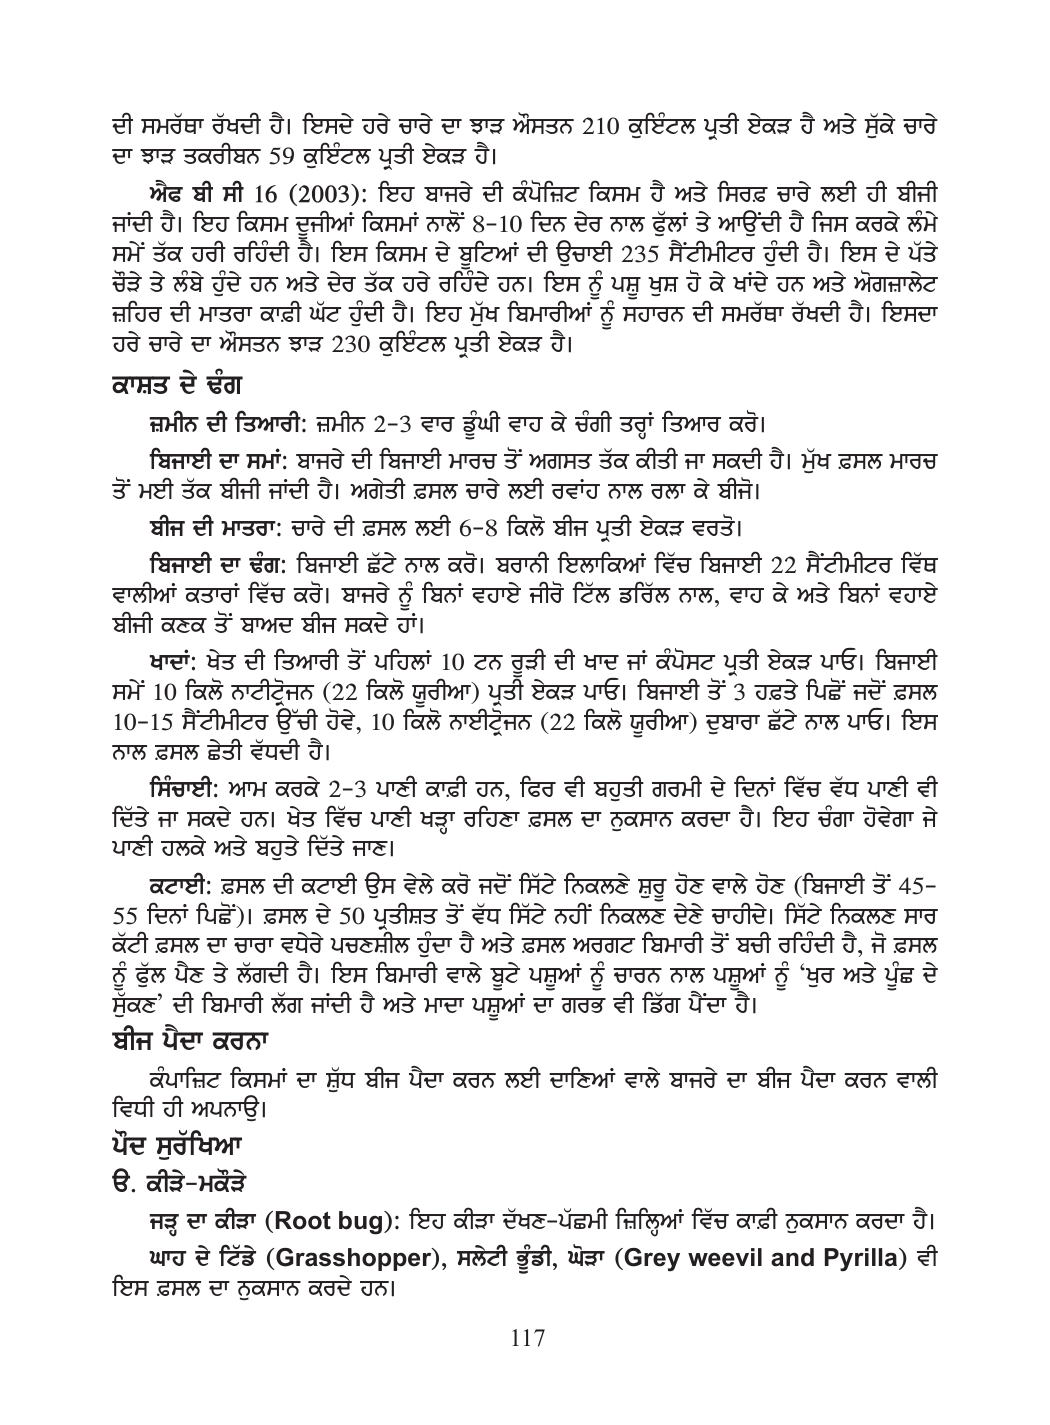 ਦੀ ਸਮਰੱਥਾ ਰੱਖਦੀ ਹੈ। ਇਸਦੇ ਹਰੇ ਚਾਰੇ ਦਾ ਝਾੜ ਔਸਤਨ 210 ਕੁਇੰਟਲ ਪ੍ਰਤੀ ਏਕੜ ਹੈ ਅਤੇ ਸੁੱਕੇ ਚਾਰੇ
ਦਾ ਝਾੜ ਤਕਰੀਬਨ 59 ਕੁਇੰਟਲ ਪ੍ਰਤੀ ਏਕੜ ਹੈ।
ਐਫ ਬੀ ਸੀ 16 (2003): ਇਹ ਬਾਜਰੇ ਦੀ ਕੰਪੋਜ਼ਿਟ ਕਿਸਮ ਹੈ ਅਤੇ ਸਿਰਫ਼ ਚਾਰੇ ਲਈ ਹੀ ਬੀਜੀ
ਜਾਂਦੀ ਹੈ। ਇਹ ਕਿਸਮ ਦੂਜੀਆਂ ਕਿਸਮਾਂ ਨਾਲੋਂ 8-10 ਦਿਨ ਦੇਰ ਨਾਲ ਫੁੱਲਾਂ ਤੇ ਆਉਂਦੀ ਹੈ ਜਿਸ ਕਰਕੇ ਲੰਮੇ
ਸਮੇਂ ਤੱਕ ਹਰੀ ਰਹਿੰਦੀ ਹੈ। ਇਸ ਕਿਸਮ ਦੇ ਬੂਟਿਆਂ ਦੀ ਉਚਾਈ 235 ਸੈਂਟੀਮੀਟਰ ਹੁੰਦੀ ਹੈ। ਇਸ ਦੇ ਪੱਤੇ
ਚੌੜੇ ਤੇ ਲੰਬੇ ਹੁੰਦੇ ਹਨ ਅਤੇ ਦੇਰ ਤੱਕ ਹਰੇ ਰਹਿੰਦੇ ਹਨ। ਇਸ ਨੂੰ ਪਸ਼ੂ ਖੁਸ਼ ਹੋ ਕੇ ਖਾਂਦੇ ਹਨ ਅਤੇ ਔਗਜ਼ਾਲੇਟ
ਜ਼ਹਿਰ ਦੀ ਮਾਤਰਾ ਕਾਫ਼ੀ ਘੱਟ ਹੁੰਦੀ ਹੈ। ਇਹ ਮੁੱਖ ਬਿਮਾਰੀਆਂ ਨੂੰ ਸਹਾਰਨ ਦੀ ਸਮਰੱਥਾ ਰੱਖਦੀ ਹੈ। ਇਸਦਾ
ਹਰੇ ਚਾਰੇ ਦਾ ਔਸਤਨ ਝਾੜ 230 ਕੁਇੰਟਲ ਪ੍ਰਤੀ ਏਕੜ ਹੈ।
ਕਾਸ਼ਤ ਦੇ ਢੰਗ
ਜ਼ਮੀਨ ਦੀ ਤਿਆਰੀ: ਜ਼ਮੀਨ 2-3 ਵਾਰ ਡੂੰਘੀ ਵਾਹ ਕੇ ਚੰਗੀ ਤਰ੍ਹਾਂ ਤਿਆਰ ਕਰੋ।
ਬਿਜਾਈ ਦਾ ਸਮਾਂ: ਬਾਜਰੇ ਦੀ ਬਿਜਾਈ ਮਾਰਚ ਤੋਂ ਅਗਸਤ ਤੱਕ ਕੀਤੀ ਜਾ ਸਕਦੀ ਹੈ। ਮੁੱਖ ਫ਼ਸਲ ਮਾਰਚ
ਤੋਂ ਮਈ ਤੱਕ ਬੀਜੀ ਜਾਂਦੀ ਹੈ। ਅਗੇਤੀ ਫ਼ਸਲ ਚਾਰੇ ਲਈ ਰਵਾਂਹ ਨਾਲ ਰਲਾ ਕੇ ਬੀਜੋ।
ਬੀਜ ਦੀ ਮਾਤਰਾ: ਚਾਰੇ ਦੀ ਫ਼ਸਲ ਲਈ 6-8 ਕਿਲੋ ਬੀਜ ਪ੍ਰਤੀ ਏਕੜ ਵਰਤੋ।
ਬਿਜਾਈ ਦਾ ਢੰਗ: ਬਿਜਾਈ ਛੱਟੇ ਨਾਲ ਕਰੋ। ਬਰਾਨੀ ਇਲਾਕਿਆਂ ਵਿੱਚ ਬਿਜਾਈ 22 ਸੈਂਟੀਮੀਟਰ ਵਿੱਥ
ਵਾਲੀਆਂ ਕਤਾਰਾਂ ਵਿੱਚ ਕਰੋ। ਬਾਜਰੇ ਨੂੰ ਬਿਨਾਂ ਵਹਾਏ ਜੀਰੋ ਟਿੱਲ ਡਰਿੱਲ ਨਾਲ, ਵਾਹ ਕੇ ਅਤੇ ਬਿਨਾਂ ਵਹਾਏ
ਬੀਜੀ ਕਣਕ ਤੋਂ ਬਾਅਦ ਬੀਜ ਸਕਦੇ ਹਾਂ।
ਖਾਦਾਂ: ਖੇਤ ਦੀ ਤਿਆਰੀ ਤੋਂ ਪਹਿਲਾਂ 10 ਟਨ ਰੂੜੀ ਦੀ ਖਾਦ ਜਾਂ ਕੰਪੋਸਟ ਪ੍ਰਤੀ ਏਕੜ ਪਾਓ। ਬਿਜਾਈ
ਸਮੇਂ 10 ਕਿਲੋ ਨਾਟੀਟ੍ਰੋਜਨ (22 ਕਿਲੋ ਯੂਰੀਆ) ਪ੍ਰਤੀ ਏਕੜ ਪਾਓ। ਬਿਜਾਈ ਤੋਂ 3 ਹਫ਼ਤੇ ਪਿਛੋਂ ਜਦੋਂ ਫ਼ਸਲ
10-15 ਸੈਂਟੀਮੀਟਰ ਉੱਚੀ ਹੋਵੇ, 10 ਕਿਲੋ ਨਾਈਟ੍ਰੋਜਨ (22 ਕਿਲੋ ਯੂਰੀਆ) ਦੁਬਾਰਾ ਛੱਟੇ ਨਾਲ ਪਾਓ। ਇਸ
ਨਾਲ ਫ਼ਸਲ ਛੇਤੀ ਵੱਧਦੀ ਹੈ।
ਸਿੰਚਾਈ: ਆਮ ਕਰਕੇ 2-3 ਪਾਣੀ ਕਾਫ਼ੀ ਹਨ, ਫਿਰ ਵੀ ਬਹੁਤੀ ਗਰਮੀ ਦੇ ਦਿਨਾਂ ਵਿੱਚ ਵੱਧ ਪਾਣੀ ਵੀ
ਦਿੱਤੇ ਜਾ ਸਕਦੇ ਹਨ। ਖੇਤ ਵਿੱਚ ਪਾਣੀ ਖੜ੍ਹਾ ਰਹਿਣਾ ਫ਼ਸਲ ਦਾ ਨੁਕਸਾਨ ਕਰਦਾ ਹੈ। ਇਹ ਚੰਗਾ ਹੋਵੇਗਾ ਜੇ
ਪਾਣੀ ਹਲਕੇ ਅਤੇ ਬਹੁਤੇ ਦਿੱਤੇ ਜਾਣ।
ਕਟਾਈ: ਫ਼ਸਲ ਦੀ ਕਟਾਈ ਉਸ ਵੇਲੇ ਕਰੋ ਜਦੋਂ ਸਿੱਟੇ ਨਿਕਲਣੇ ਸ਼ੁਰੂ ਹੋਣ ਵਾਲੇ ਹੋਣ (ਬਿਜਾਈ ਤੋਂ 45-
55 ਦਿਨਾਂ ਪਿਛੋਂ)। ਫ਼ਸਲ ਦੇ 50 ਪ੍ਰਤੀਸ਼ਤ ਤੋਂ ਵੱਧ ਸਿੱਟੇ ਨਹੀਂ ਨਿਕਲਣ ਦੇਣੇ ਚਾਹੀਦੇ। ਸਿੱਟੇ ਨਿਕਲਣ ਸਾਰ
ਕੱਟੀ ਫ਼ਸਲ ਦਾ ਚਾਰਾ ਵਧੇਰੇ ਪਚਣਸ਼ੀਲ ਹੁੰਦਾ ਹੈ ਅਤੇ ਫ਼ਸਲ ਅਰਗਟ ਬਿਮਾਰੀ ਤੋਂ ਬਚੀ ਰਹਿੰਦੀ ਹੈ, ਜੋ ਫ਼ਸਲ
ਨੂੰ ਫੁੱਲ ਪੈਣ ਤੇ ਲੱਗਦੀ ਹੈ। ਇਸ ਬਿਮਾਰੀ ਵਾਲੇ ਬੂਟੇ ਪਸ਼ੂਆਂ ਨੂੰ ਚਾਰਨ ਨਾਲ ਪਸ਼ੂਆਂ ਨੂੰ ‘ਖੁਰ ਅਤੇ ਪੂੰਛ ਦੇ
ਸੁੱਕਣ’ ਦੀ ਬਿਮਾਰੀ ਲੱਗ ਜਾਂਦੀ ਹੈ ਅਤੇ ਮਾਦਾ ਪਸ਼ੂਆਂ ਦਾ ਗਰਭ ਵੀ ਡਿੱਗ ਪੈਂਦਾ ਹੈ।
ਬੀਜ ਪੈਦਾ ਕਰਨਾ
ਕੰਪਾਜ਼ਿਟ ਕਿਸਮਾਂ ਦਾ ਸ਼ੁੱਧ ਬੀਜ ਪੈਦਾ ਕਰਨ ਲਈ ਦਾਣਿਆਂ ਵਾਲੇ ਬਾਜਰੇ ਦਾ ਬੀਜ ਪੈਦਾ ਕਰਨ ਵਾਲੀ
ਵਿਧੀ ਹੀ ਅਪਨਾਉ।
ਪੌਦ ਸੁਰੱਖਿਆ
ੳ. ਕੀੜੇ-ਮਕੌੜੇ
ਜੜ੍ਹ ਦਾ ਕੀੜਾ (Root bug): ਇਹ ਕੀੜਾ ਦੱਖਣ-ਪੱਛਮੀ ਜ਼ਿਲ੍ਹਿਆਂ ਵਿੱਚ ਕਾਫ਼ੀ ਨੁਕਸਾਨ ਕਰਦਾ ਹੈ।
ਘਾਹ ਦੇ ਟਿੱਡੇ (Grasshopper), ਸਲੇਟੀ ਭੂੰਡੀ, ਘੋੜਾ (Grey weevil and Pyrilla) ਵੀ
ਇਸ ਫ਼ਸਲ ਦਾ ਨੁਕਸਾਨ ਕਰਦੇ ਹਨ।
117